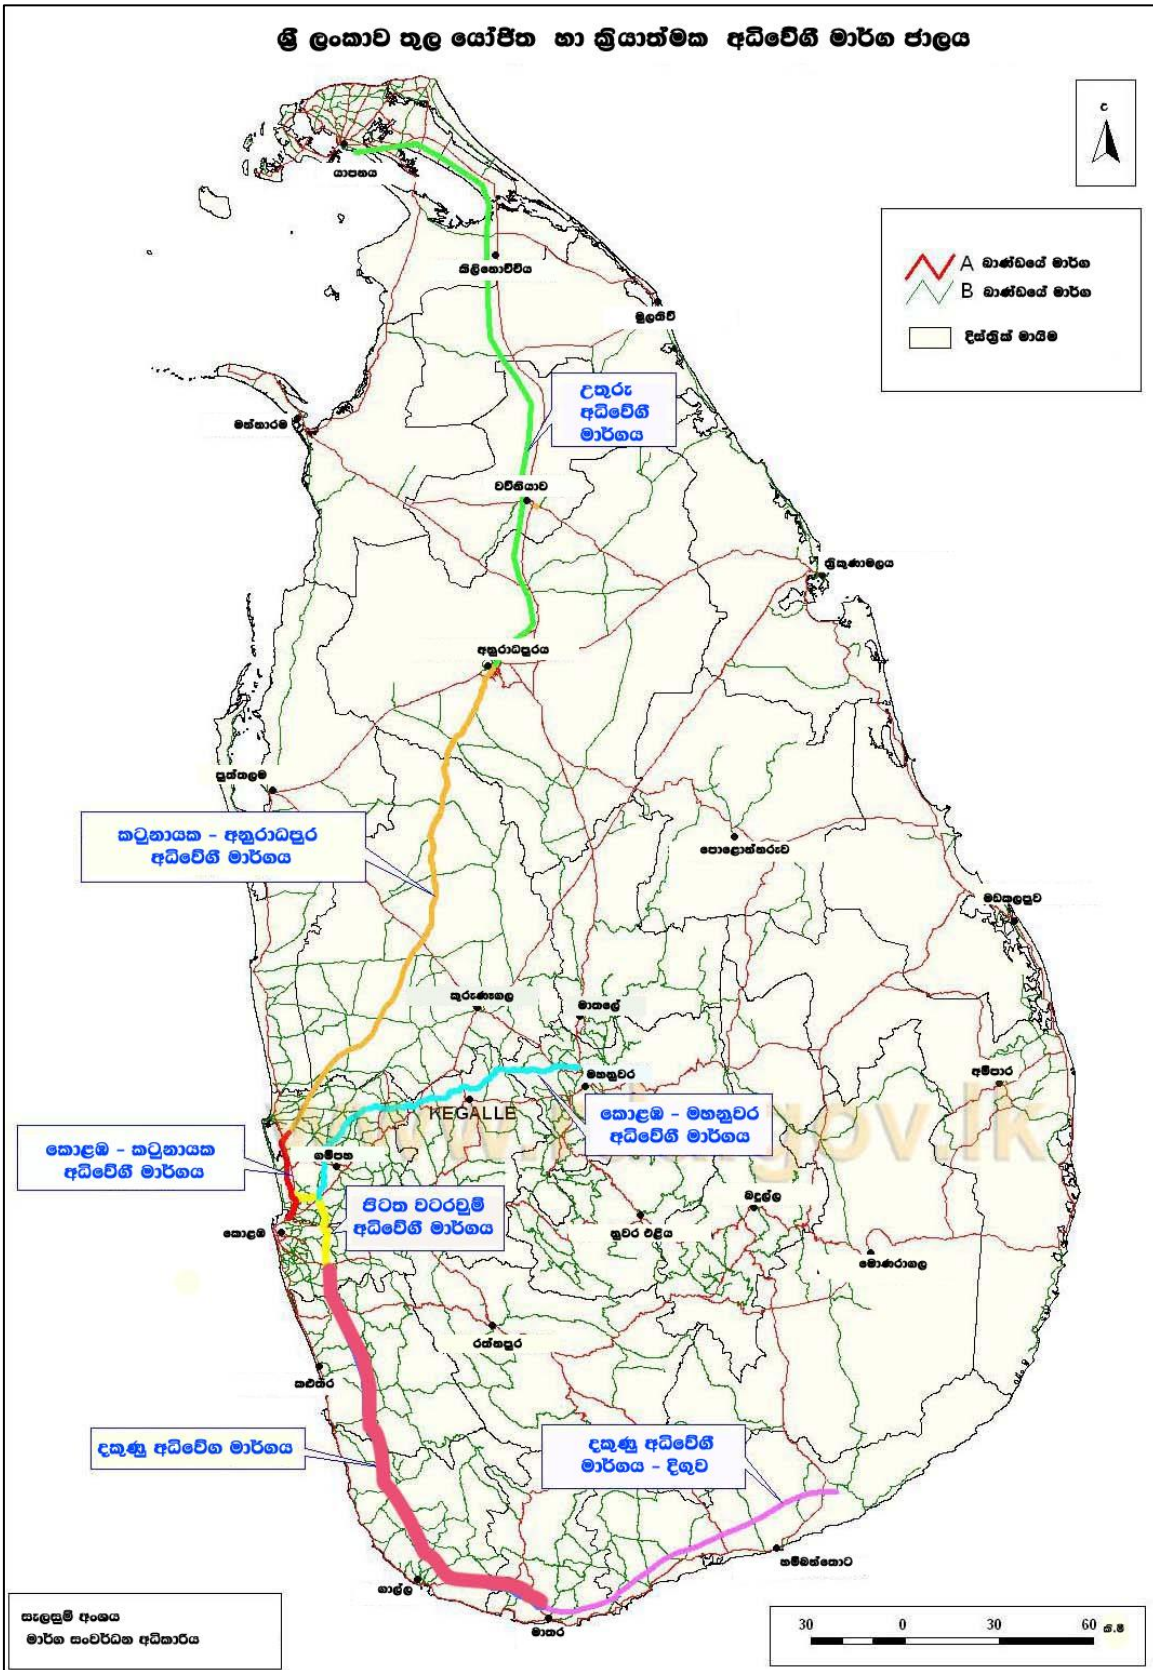 ශ්‍රී ලංකාව තුල යෝජිත හා ක්‍රියාත්මක අධිවේගී මාර්ග ජාලය
යාපනය
A ඛාණ්ඩයේ මාර්ග
B ඛාණ්ඩයේ මාර්ග
දිස්ත්‍රික් මායිම
කිලිනොච්චිය
මුලතිව්
උතුරු
අධිවේගී
මාර්ගය
මන්නාරම
වව්නියාව
ත්‍රිකුණාමලය
අනුරාධපුරය
පුත්තලම
කටුනායක - අනුරාධපුර
අධිවේගී මාර්ගය
පොළොන්නරුව
මඩකලපුව
කුරුණෑගල
මාතලේ
මහනුවර
අම්පාර
KEGALLE
කොළඹ - මහනුවර
අධිවේගී මාර්ගය
gov.lk
කොළඹ - කටුනායක
අධිවේගී මාර්ගය
ගම්පහ
පිටත වටරවුම්
අධිවේගී මාර්ගය
බදුල්ල
කොළඹ
නුවර එළිය
මොණරාගල
රත්නපුර
කළුතර
දකුණු අධිවේග මාර්ගය
දකුණු අධිවේගී
මාර්ගය - දිගුව
හම්බන්තොට
ගාල්ල
මාතර
සැලසුම් අංශය
මාර්ග සංවර්ධන අධිකාරිය
30 0 30 60 කි.මී